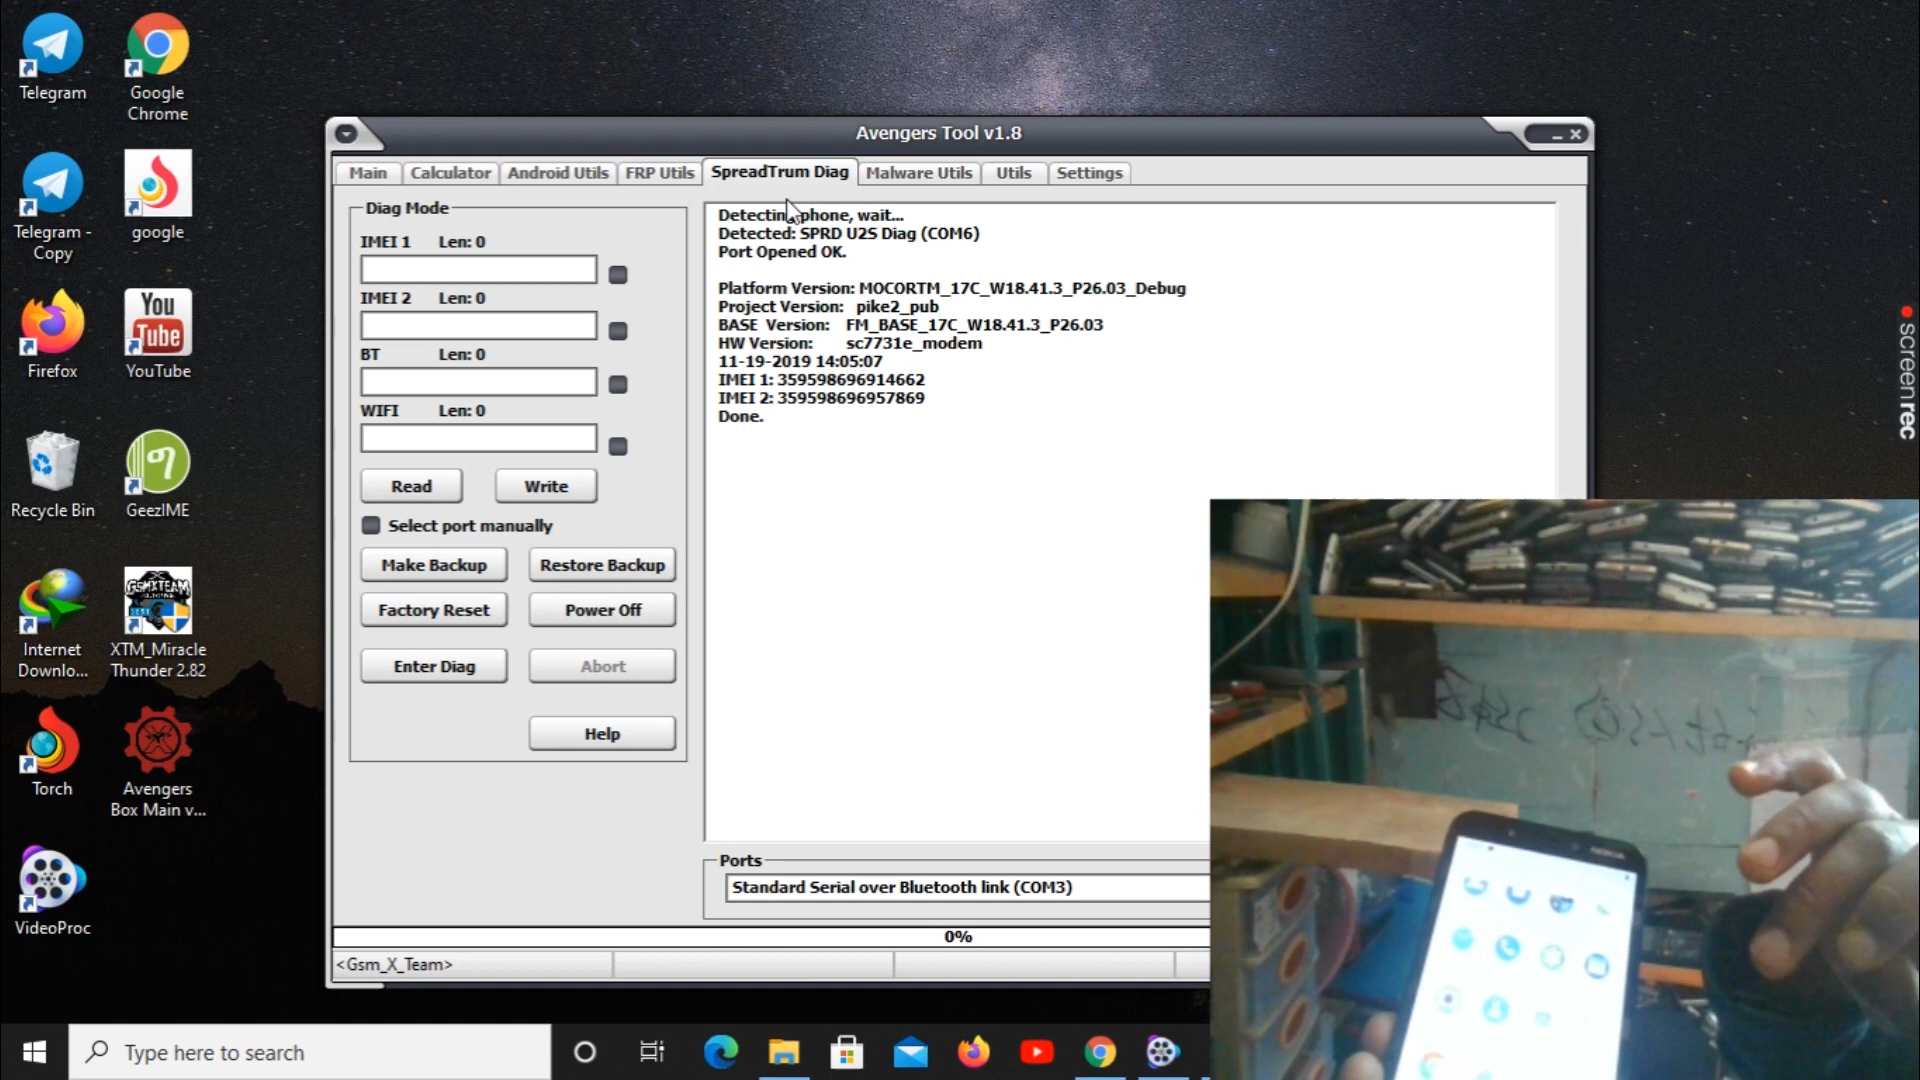 Telegram
Google Chrome
Telegram - Copy
google
Firefox
You
Tube
YouTube
Recycle Bin
GeezIME
Internet Downlo...
GSMXTEAM
XTM_Miracle Thunder 2.82
Torch
Avengers Box Main v...
VideoProc
Avengers Tool v1.8
Main
Calculator
Android Utils
FRP Utils
SpreadTrum Diag
Malware Utils
Utils
Settings
Diag Mode
IMEI 1 Len: 0
IMEI 2 Len: 0
BT Len: 0
WIFI Len: 0
Read
Write
Select port manually
Make Backup
Restore Backup
Factory Reset
Power Off
Enter Diag
Abort
Help
Detecting phone, wait...
Detected: SPRD U2S Diag (COM6)
Port Opened OK.
Platform Version: MOCORTM_17C_W18.41.3_P26.03_Debug
Project Version: pike2_pub
BASE Version: FM_BASE_17C_W18.41.3_P26.03
HW Version: sc7731e_modem
11-19-2019 14:05:07
IMEI 1: 359598696914662
IMEI 2: 359598696957869
Done.
Ports
Standard Serial over Bluetooth link (COM3)
0%
<Gsm_X_Team>
Type here to search
screenrec
NOKIA